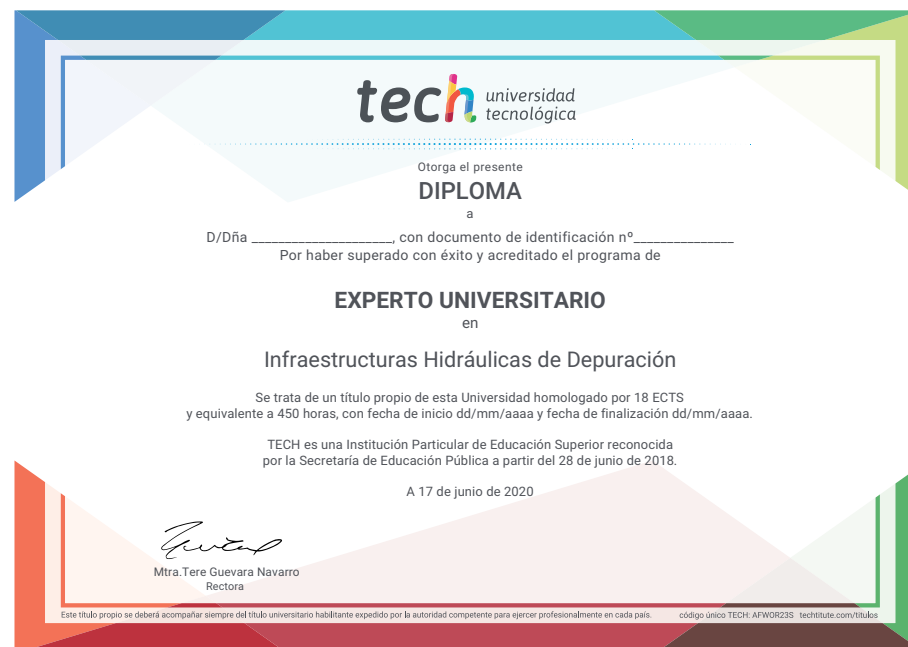 tech universidad
tecnológica
Otorga el presente
DIPLOMA
a
D/Dña _____________________, con documento de identificación nº_______________
Por haber superado con éxito y acreditado el programa de
EXPERTO UNIVERSITARIO
en
Infraestructuras Hidráulicas de Depuración
Se trata de un título propio de esta Universidad homologado por 18 ECTS
y equivalente a 450 horas, con fecha de inicio dd/mm/aaaa y fecha de finalización dd/mm/aaaa.
TECH es una Institución Particular de Educación Superior reconocida
por la Secretaría de Educación Pública a partir del 28 de junio de 2018.
A 17 de junio de 2020
Mtra.Tere Guevara Navarro
Rectora
Este título propio se deberá acompañar siempre del título universitario habilitante expedido por la autoridad competente para ejercer profesionalmente en cada país. código único TECH: AFWOR23S techtitute.com/titulos